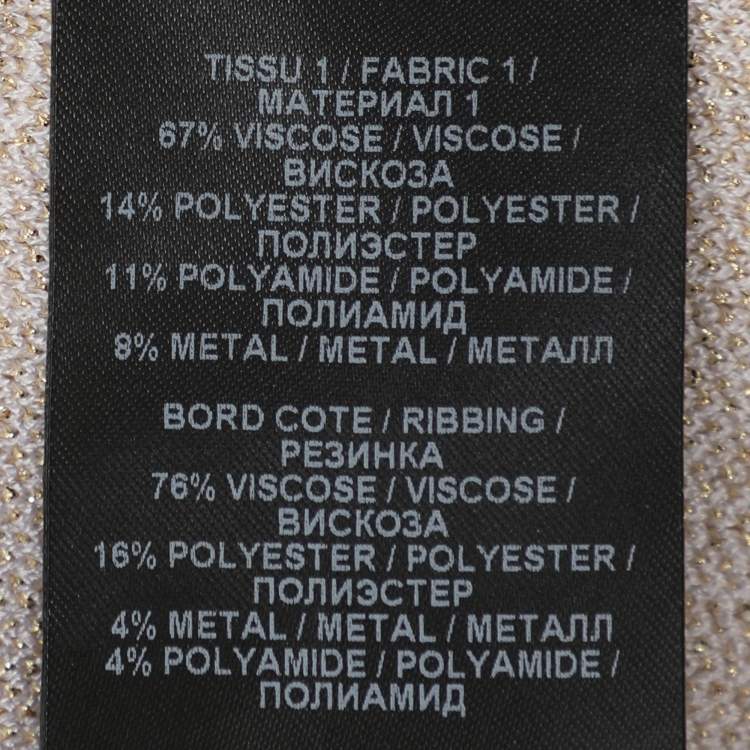 TISSU 1 / FABRIC 1 /
МАТЕРИАЛ 1
67% VISCOSE / VISCOSE /
ВИСКОЗА
14% POLYESTER / POLYESTER /
ПОЛИЭСТЕР
11% POLYAMIDE / POLYAMIDE /
ПОЛИАМИД
8% METAL / METAL / МЕТАЛЛ
BORD COTE / RIBBING /
РЕЗИНКА
76% VISCOSE / VISCOSE /
ВИСКОЗА
16% POLYESTER / POLYESTER /
ПОЛИЭСТЕР
4% METAL / METAL / МЕТАЛЛ
4% POLYAMIDE / POLYAMIDE /
ПОЛИАМИД